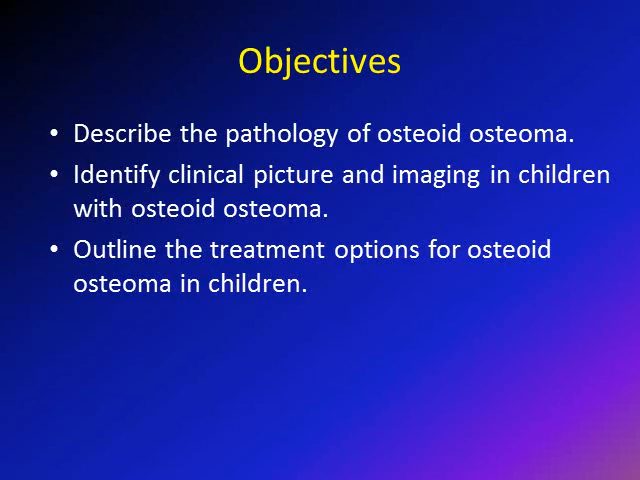 Objectives
• Describe the pathology of osteoid osteoma.
• Identify clinical picture and imaging in children
with osteoid osteoma.
• Outline the treatment options for osteoid
osteoma in children.